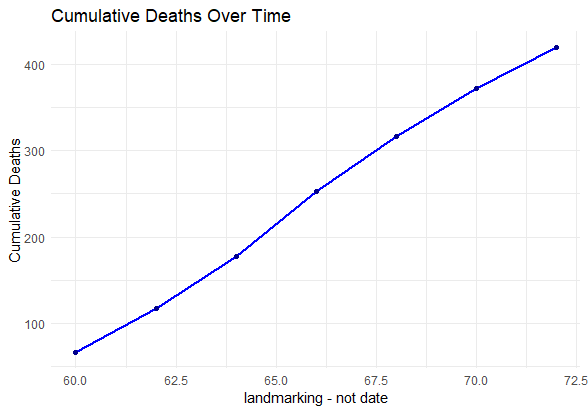 Cumulative Deaths Over Time
Cumulative Deaths
400
300
200
100
60.0 62.5 65.0 67.5 70.0 72.5
landmarking - not date